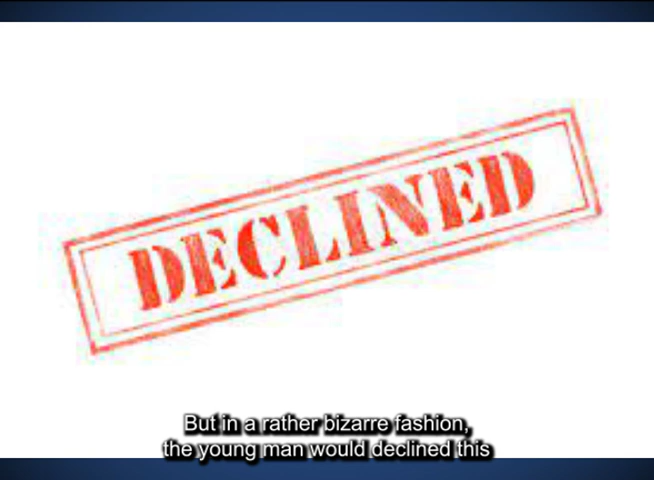 DECLINED
But in a rather bizarre fashion,
the young man would declined this